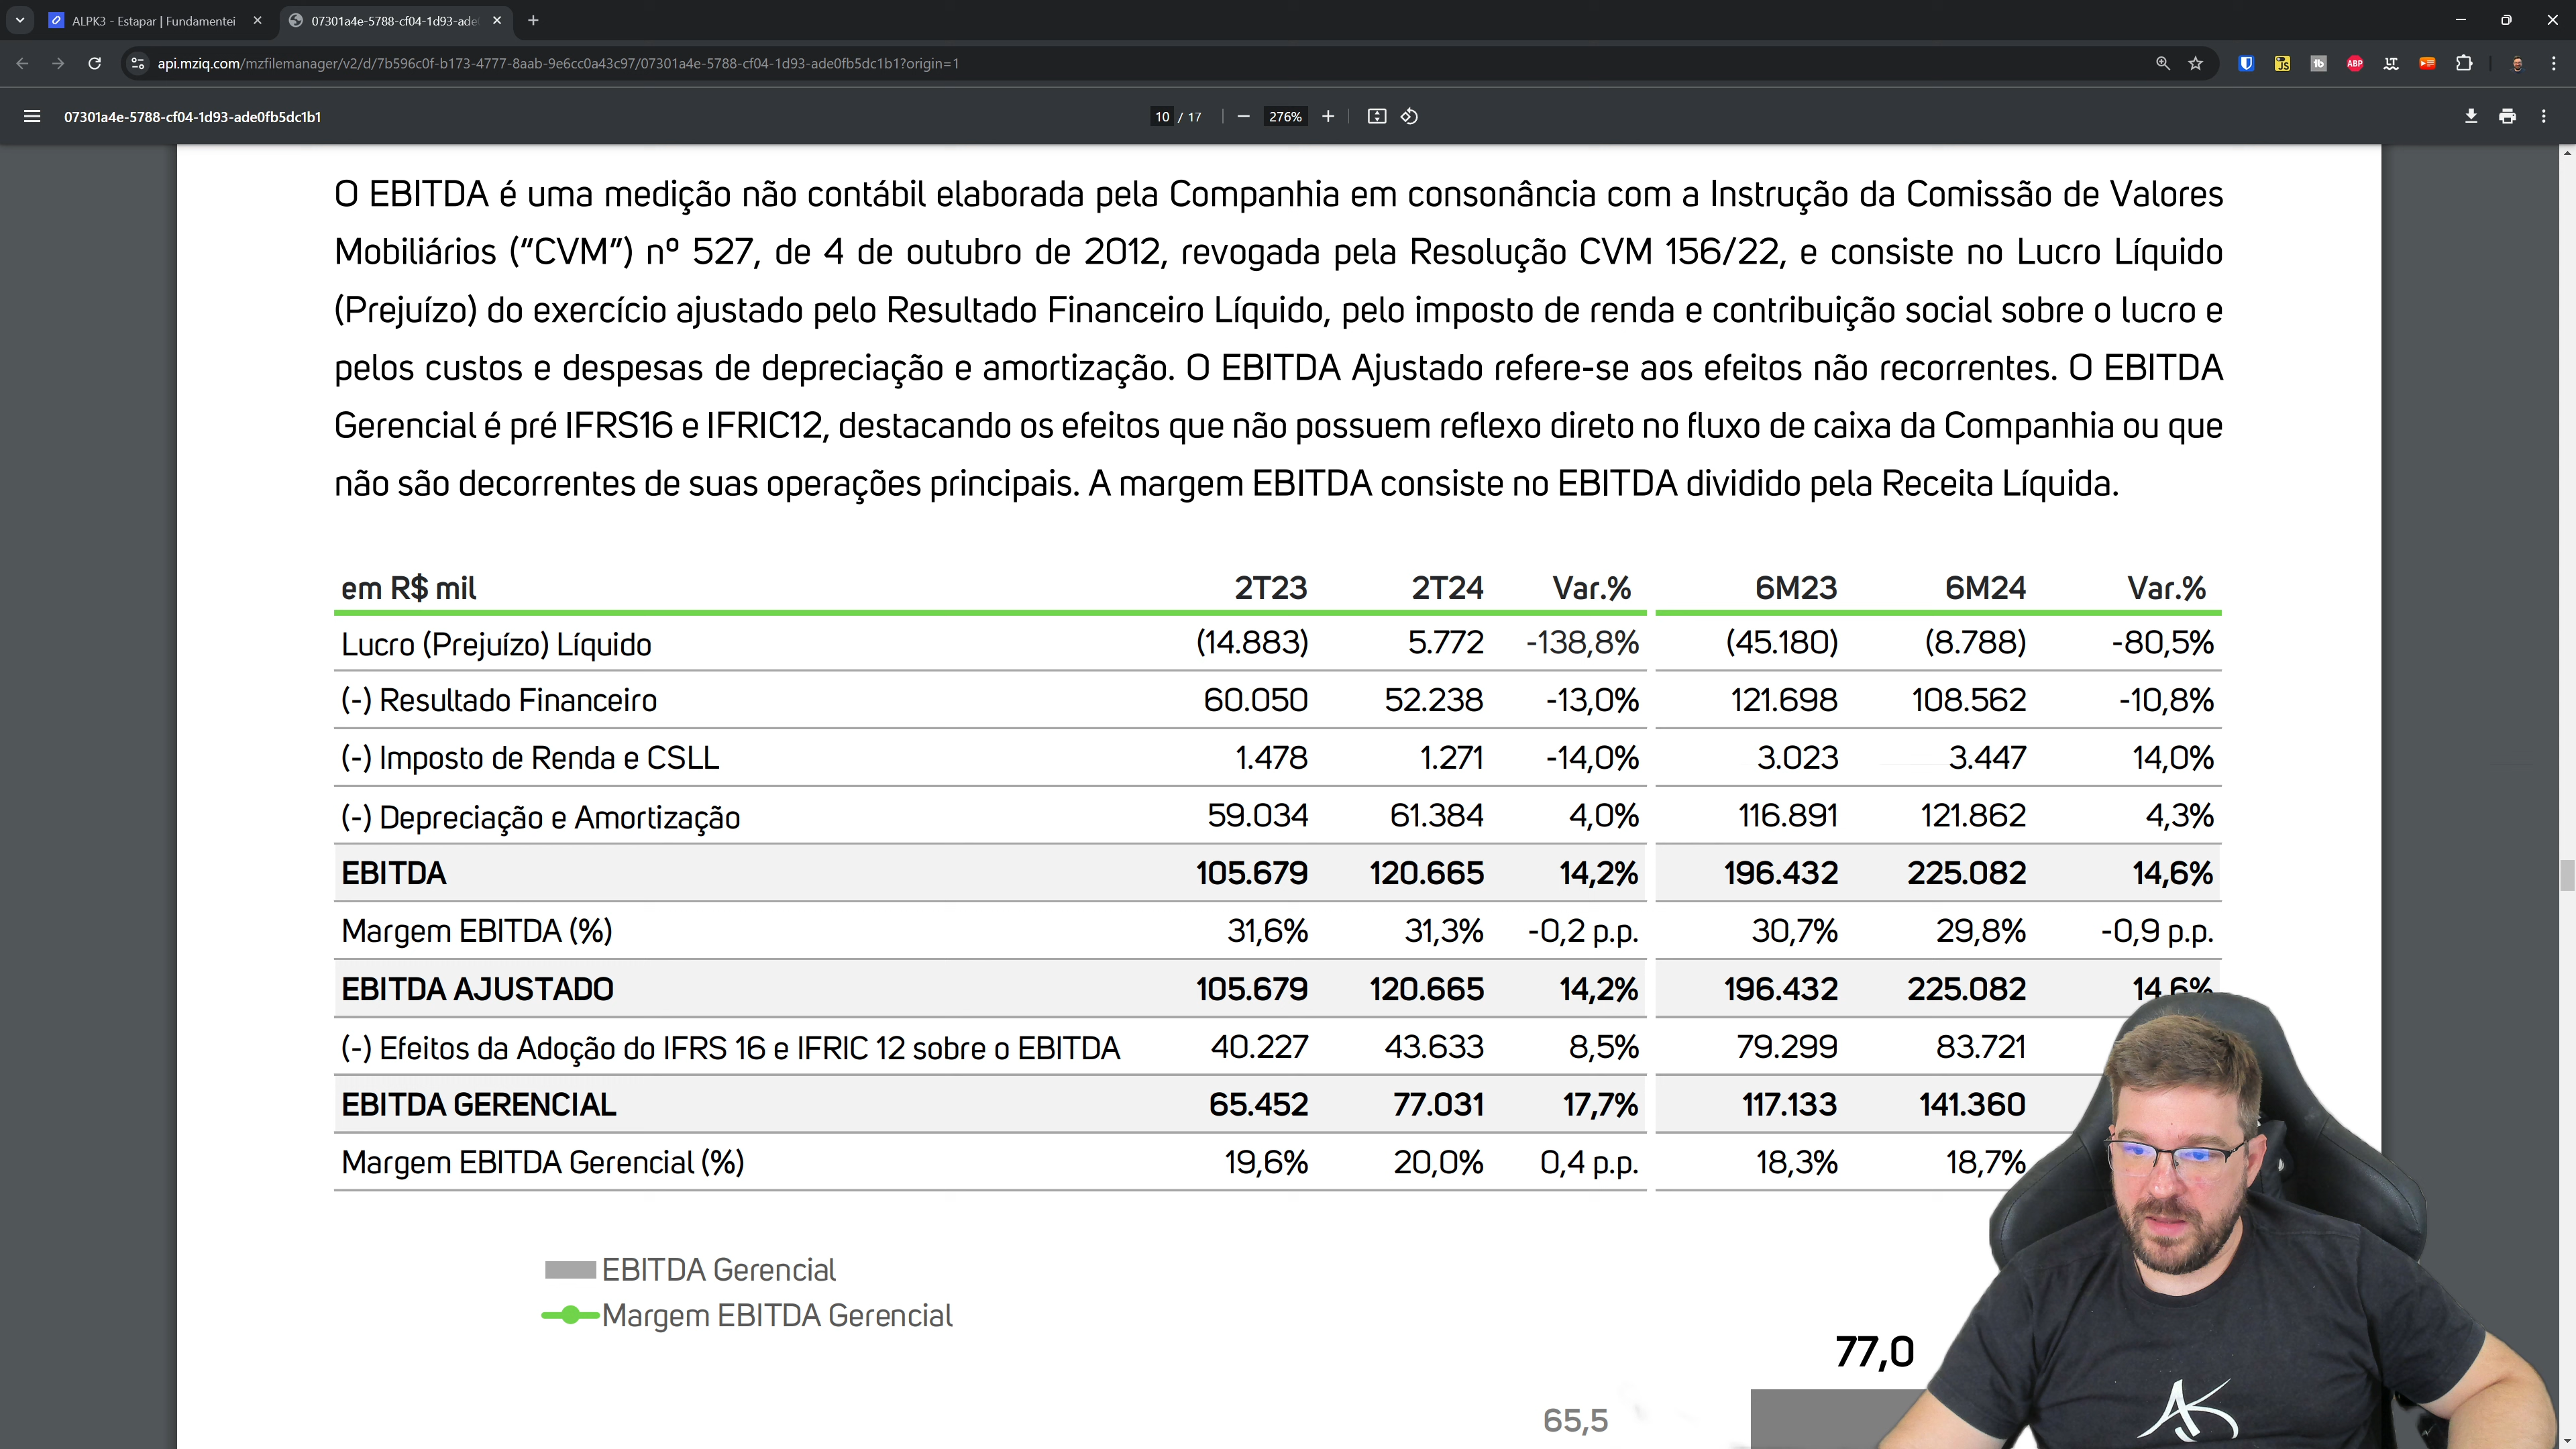 ALPK3 - Estapar | Fundamentei
07301a4e-5788-cf04-1d93-ade
api.mziq.com/mzfilemanager/v2/d/7b596c0f-b173-4777-8aab-9e6cc0a43c97/07301a4e-5788-cf04-1d93-ade0fb5dc1b1?origin=1
07301a4e-5788-cf04-1d93-ade0fb5dc1b1
10 / 17
276%
O EBITDA é uma medição não contábil elaborada pela Companhia em consonância com a Instrução da Comissão de Valores
Mobiliários (“CVM”) nº 527, de 4 de outubro de 2012, revogada pela Resolução CVM 156/22, e consiste no Lucro Líquido
(Prejuízo) do exercício ajustado pelo Resultado Financeiro Líquido, pelo imposto de renda e contribuição social sobre o lucro e
pelos custos e despesas de depreciação e amortização. O EBITDA Ajustado refere-se aos efeitos não recorrentes. O EBITDA
Gerencial é pré IFRS16 e IFRIC12, destacando os efeitos que não possuem reflexo direto no fluxo de caixa da Companhia ou que
não são decorrentes de suas operações principais. A margem EBITDA consiste no EBITDA dividido pela Receita Líquida.
em R$ mil 2T23 2T24 Var.% 6M23 6M24 Var.%
Lucro (Prejuízo) Líquido (14.883) 5.772 -138,8% (45.180) (8.788) -80,5%
(-) Resultado Financeiro 60.050 52.238 -13,0% 121.698 108.562 -10,8%
(-) Imposto de Renda e CSLL 1.478 1.271 -14,0% 3.023 3.447 14,0%
(-) Depreciação e Amortização 59.034 61.384 4,0% 116.891 121.862 4,3%
EBITDA 105.679 120.665 14,2% 196.432 225.082 14,6%
Margem EBITDA (%) 31,6% 31,3% -0,2 p.p. 30,7% 29,8% -0,9 p.p.
EBITDA AJUSTADO 105.679 120.665 14,2% 196.432 225.082 14,6%
(-) Efeitos da Adoção do IFRS 16 e IFRIC 12 sobre o EBITDA 40.227 43.633 8,5% 79.299 83.721
EBITDA GERENCIAL 65.452 77.031 17,7% 117.133 141.360
Margem EBITDA Gerencial (%) 19,6% 20,0% 0,4 p.p. 18,3% 18,7%
EBITDA Gerencial
Margem EBITDA Gerencial
77,0
65,5